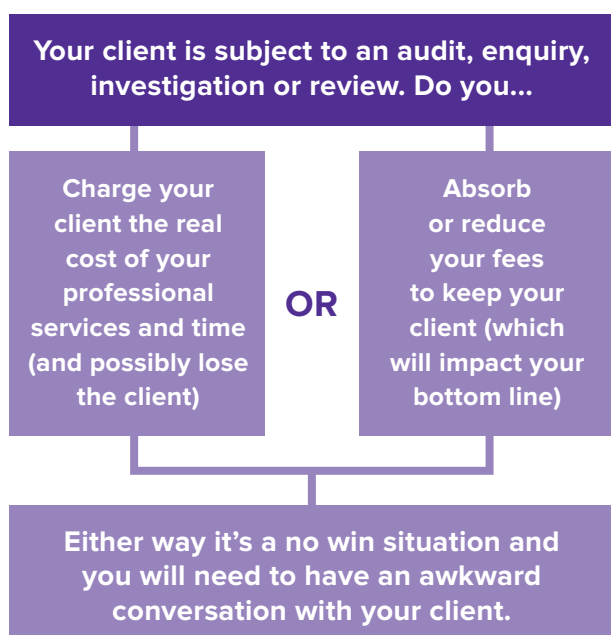 Your client is subject to an audit, enquiry,
investigation or review. Do you...
Charge your
client the real
cost of your
professional
services and time
(and possibly lose
the client)
OR
Absorb
or reduce
your fees
to keep your
client (which
will impact your
bottom line)
Either way it's a no win situation and
you will need to have an awkward
conversation with your client.